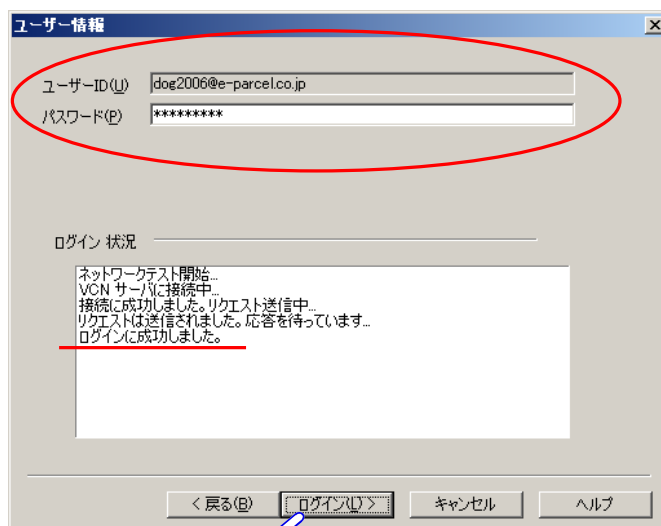 ユーザー情報
ユーザーID(U) dog2006@e-parcel.co.jp
パスワード(P) *********
ログイン 状況
ネットワークテスト開始...
VCN サーバに接続中...
接続に成功しました。リクエスト送信中...
リクエストは送信されました。応答を待っています...
ログインに成功しました。
< 戻る(B) ログイン(L) > キャンセル ヘルプ